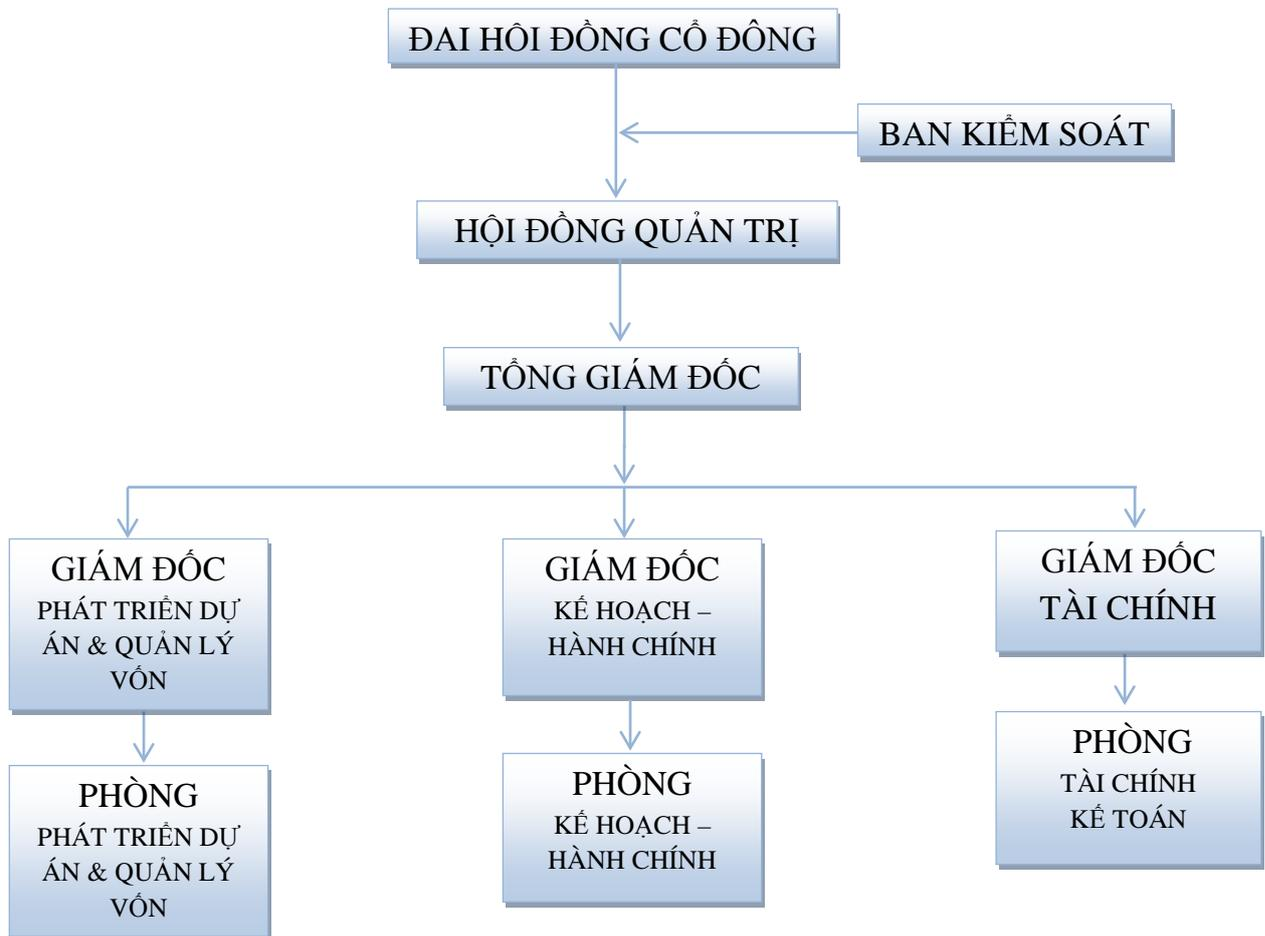 ĐAI HÔI ĐỒNG CỔ ĐÔNG
BAN KIỂM SOÁT
HỘI ĐỒNG QUẢN TRỊ
TỔNG GIÁM ĐỐC
GIÁM ĐỐC
PHÁT TRIỂN DỰ
ÁN & QUẢN LÝ
VỐN
GIÁM ĐỐC
KẾ HOẠCH –
HÀNH CHÍNH
GIÁM ĐỐC
TÀI CHÍNH
PHÒNG
PHÁT TRIỂN DỰ
ÁN & QUẢN LÝ
VỐN
PHÒNG
KẾ HOẠCH –
HÀNH CHÍNH
PHÒNG
TÀI CHÍNH
KẾ TOÁN